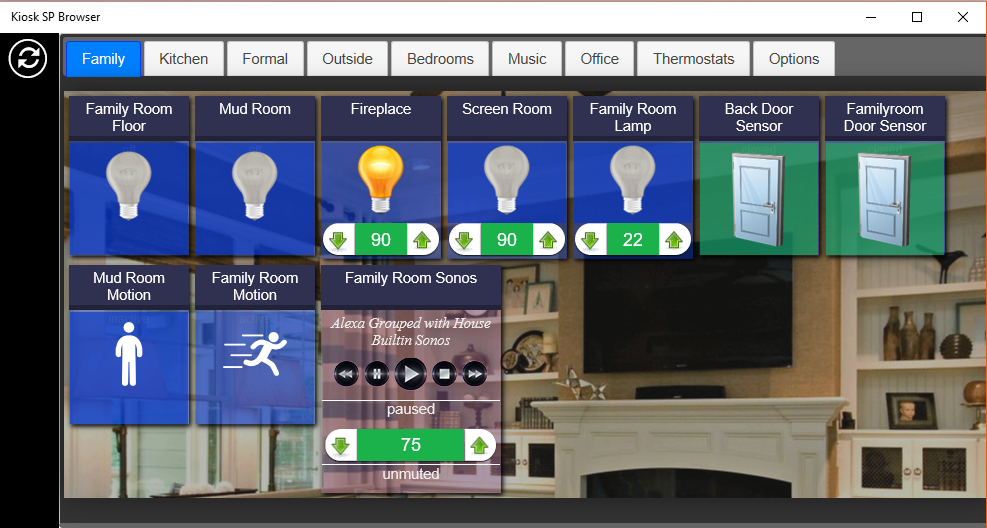 Kiosk SP Browser
Family
Kitchen
Formal
Outside
Bedrooms
Music
Office
Thermostats
Options
Family Room
Floor
Mud Room
Fireplace
Screen Room
Family Room
Lamp
Back Door
Sensor
Familyroom
Door Sensor
90
90
22
Mud Room
Motion
Family Room
Motion
Family Room Sonos
Alexa Grouped with House
Builtin Sonos
paused
75
unmuted